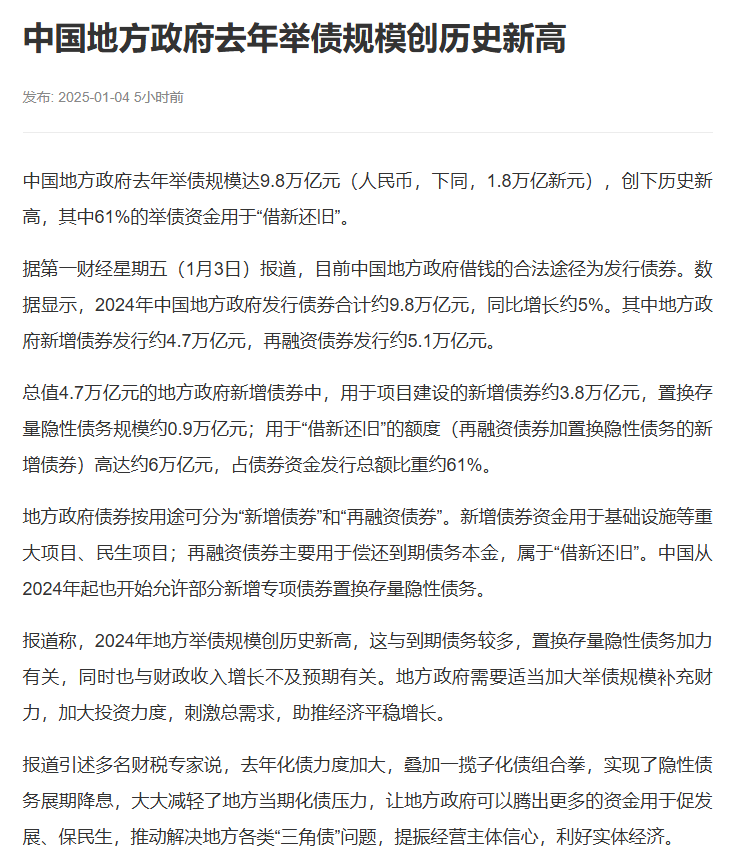 中国地方政府去年举债规模创历史新高
发布: 2025-01-04 5小时前
中国地方政府去年举债规模达9.8万亿元（人民币，下同，1.8万亿新元），创下历史新
高，其中61%的举债资金用于“借新还旧”。
据第一财经星期五（1月3日）报道，目前中国地方政府借钱的合法途径为发行债券。数
据显示，2024年中国地方政府发行债券合计约9.8万亿元，同比增长约5%。其中地方政
府新增债券发行约4.7万亿元，再融资债券发行约5.1万亿元。
总值4.7万亿元的地方政府新增债券中，用于项目建设的新增债券约3.8万亿元，置换存
量隐性债务规模约0.9万亿元；用于“借新还旧”的额度（再融资债券加置换隐性债务的新
增债券）高达约6万亿元，占债券资金发行总额比重约61%。
地方政府债券按用途可分为“新增债券”和“再融资债券”。新增债券资金用于基础设施等重
大项目、民生项目；再融资债券主要用于偿还到期债务本金，属于“借新还旧”。中国从
2024年起也开始允许部分新增专项债券置换存量隐性债务。
报道称，2024年地方举债规模创历史新高，这与到期债务较多，置换存量隐性债务加力
有关，同时也与财政收入增长不及预期有关。地方政府需要适当加大举债规模补充财
力，加大投资力度，刺激总需求，助推经济平稳增长。
报道引述多名财税专家说，去年化债力度加大，叠加一揽子化债组合拳，实现了隐性债
务展期降息，大大减轻了地方当期化债压力，让地方政府可以腾出更多的资金用于促发
展、保民生，推动解决地方各类“三角债”问题，提振经营主体信心，利好实体经济。